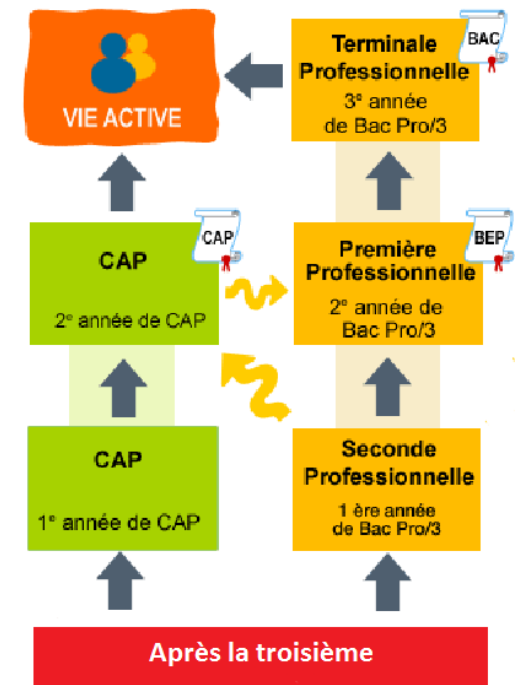 VIE ACTIVE
Terminale
Professionnelle
3e année
de Bac Pro/3
BAC
CAP
2e année de CAP
CAP
Première
Professionnelle
2e année de
Bac Pro/3
BEP
CAP
1e année de CAP
Seconde
Professionnelle
1 ère année
de Bac Pro/3
Après la troisième